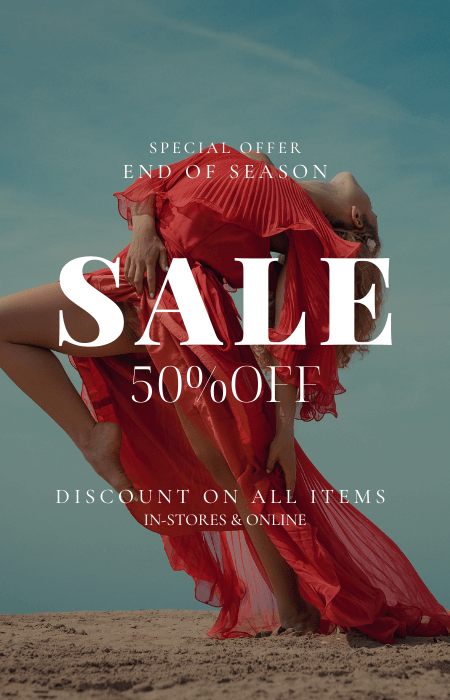 SPECIAL OFFER
END OF SEASON
SALE
50%OFF
DISCOUNT ON ALL ITEMS
IN-STORES & ONLINE